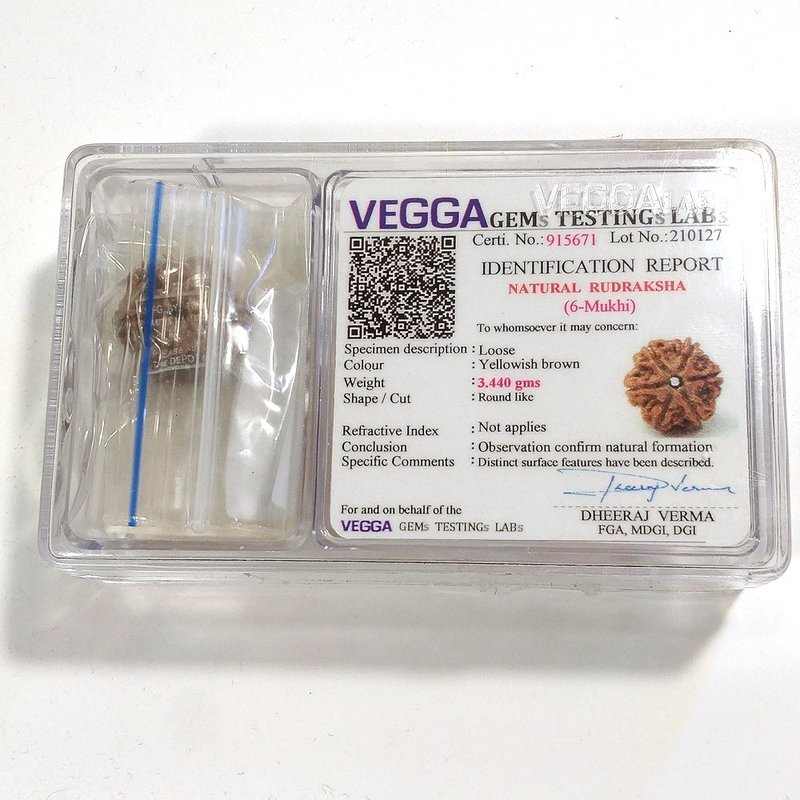 VEGGA GEMs TESTINGs LABs
Certi. No.: 915671 Lot No.: 210127
IDENTIFICATION REPORT
NATURAL RUDRAKSHA
(6-Mukhi)
To whomsoever it may concern:
Specimen description : Loose
Colour : Yellowish brown
Weight : 3.440 gms
Shape / Cut : Round like
Refractive Index : Not applies
Conclusion : Observation confirm natural formation
Specific Comments : Distinct surface features have been described.
Dheeraj Verma
For and on behalf of the
VEGGA GEMs TESTINGs LABs
DHEERAJ VERMA
FGA, MDGI, DGI